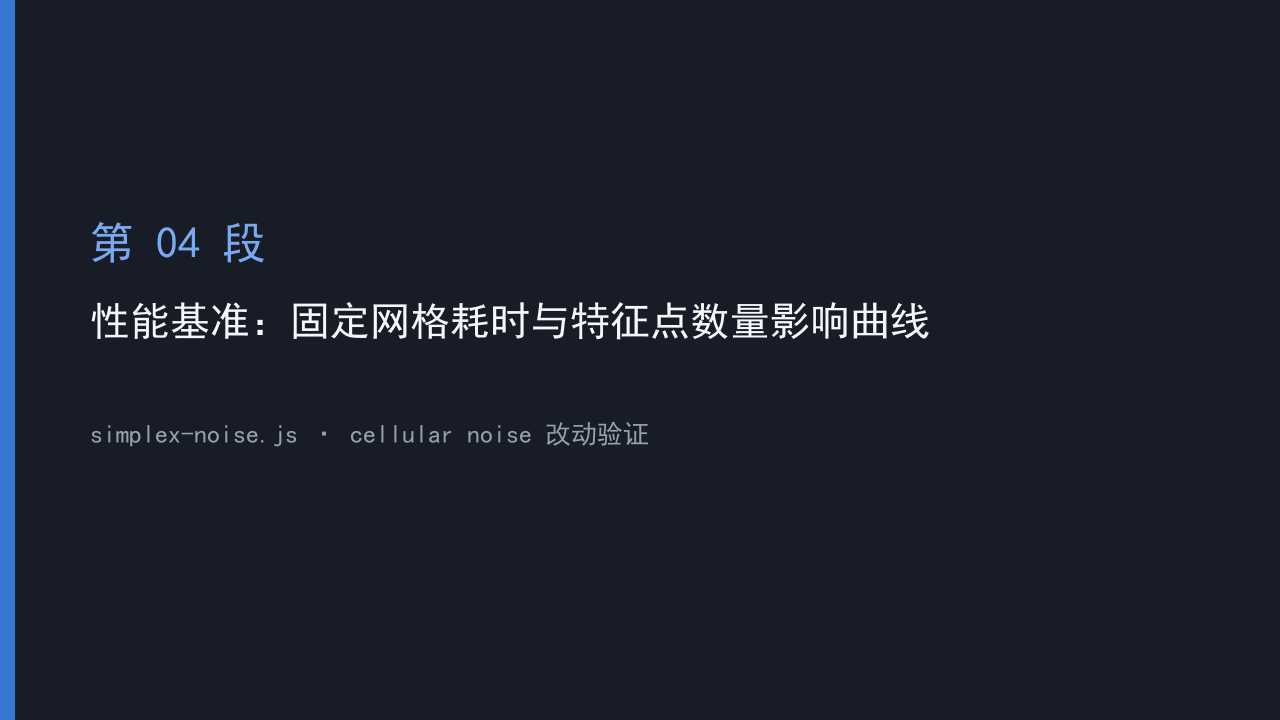 第 04 段
性能基准：固定网格耗时与特征点数量影响曲线
simplex-noise.js · cellular noise 改动验证